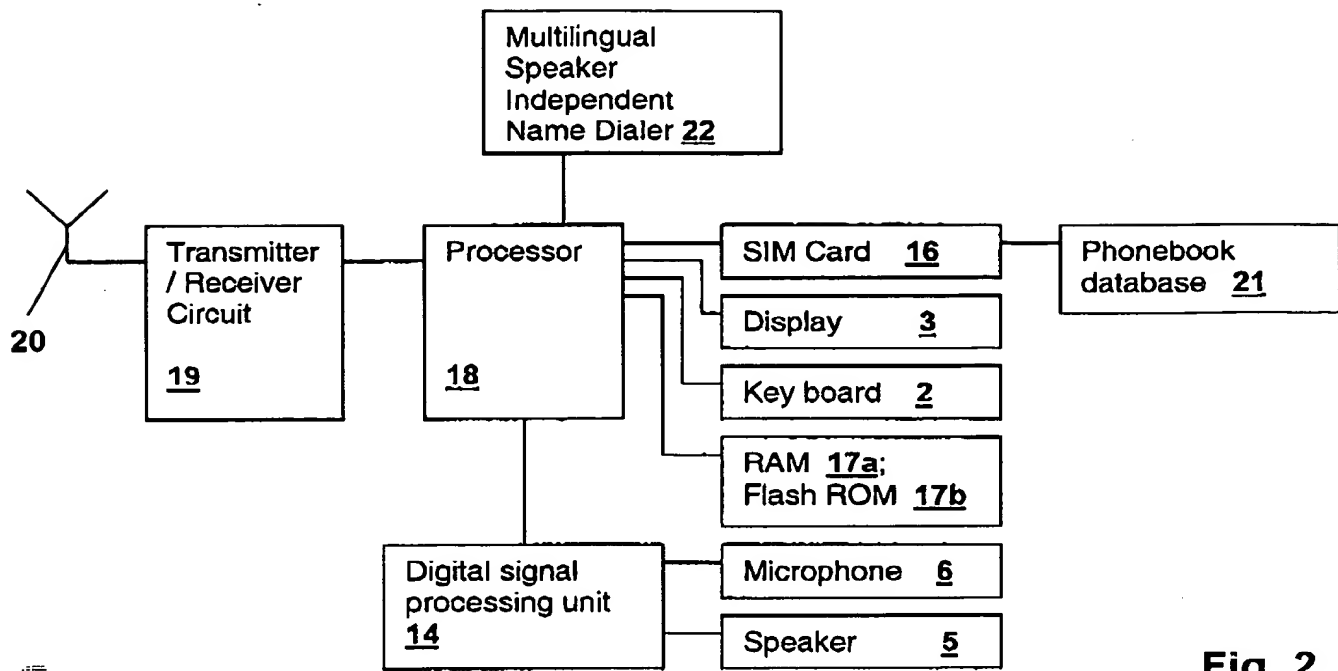 Multilingual
Speaker
Independent
Name Dialer 22
20
Transmitter
/ Receiver
Circuit
19
Processor
18
SIM Card 16
Phonebook
database 21
Display 3
Key board 2
RAM 17a;
Flash ROM 17b
Digital signal
processing unit
14
Microphone 6
Speaker 5
Fig. 2